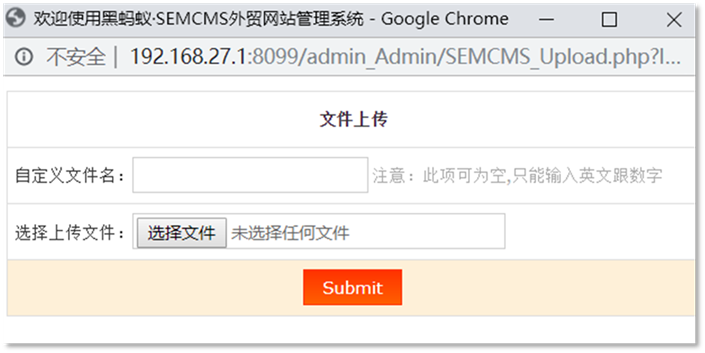 欢迎使用黑蚂蚁·SEMCMS外贸网站管理系统 - Google Chrome
不安全 | 192.168.27.1:8099/admin_Admin/SEMCMS_Upload.php?I...
文件上传
自定义文件名： 注意：此项可为空,只能输入英文跟数字
选择上传文件： 选择文件 未选择任何文件
Submit